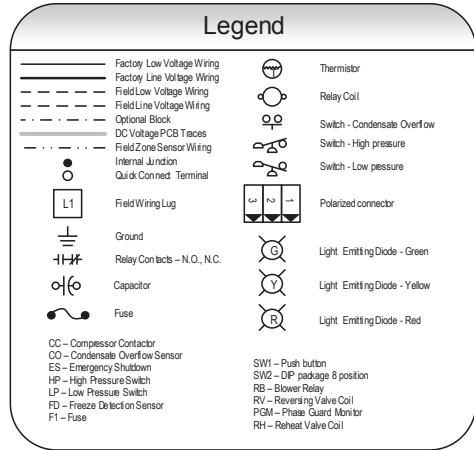 Legend
Factory Low Voltage Wiring
Factory Line Voltage Wiring
Field Low Voltage Wiring
Field Line Voltage Wiring
Optional Block
DC Voltage PCB Traces
Field Zone Sensor Wiring
Internal Junction
Quick Connect Terminal
L1 Field Wiring Lug
Ground
Relay Contacts – N.O., N.C.
Capacitor
Fuse
Thermistor
Relay Coil
Switch - Condensate Overflow
Switch - High pressure
Switch - Low pressure
3 2 1 Polarized connector
G Light Emitting Diode - Green
Y Light Emitting Diode - Yellow
R Light Emitting Diode - Red
CC – Compressor Contactor
CO – Condensate Overflow Sensor
ES – Emergency Shutdown
HP – High Pressure Switch
LP – Low Pressure Switch
FD – Freeze Detection Sensor
F1 – Fuse
SW1 – Push button
SW2 – DIP package 8 position
RB – Blower Relay
RV – Reversing Valve Coil
PGM – Phase Guard Monitor
RH – Reheat Valve Coil